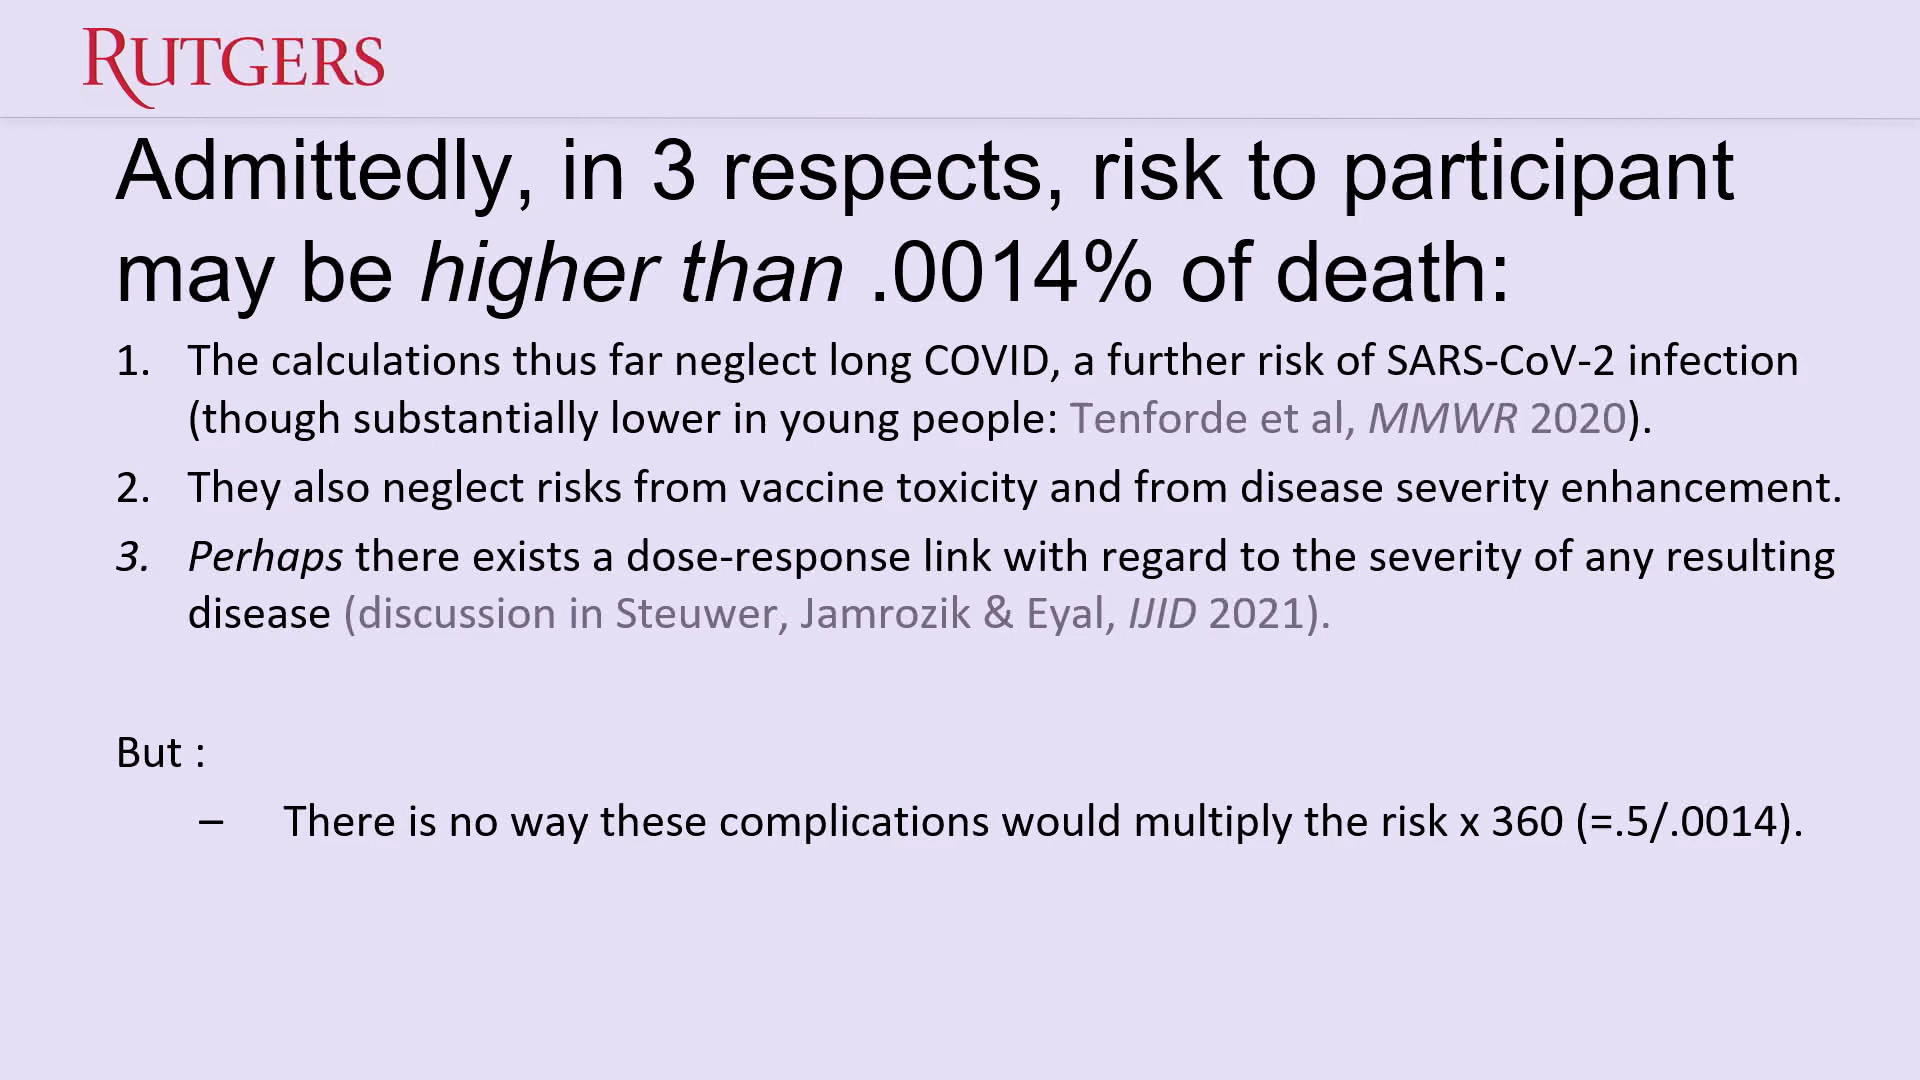 RUTGERS
Admittedly, in 3 respects, risk to participant
may be higher than .0014% of death:
1. The calculations thus far neglect long COVID, a further risk of SARS-CoV-2 infection
(though substantially lower in young people: Tenforde et al, MMWR 2020).
2. They also neglect risks from vaccine toxicity and from disease severity enhancement.
3. Perhaps there exists a dose-response link with regard to the severity of any resulting
disease (discussion in Steuwer, Jamrozik & Eyal, IJID 2021).
But :
– There is no way these complications would multiply the risk x 360 (=.5/.0014).